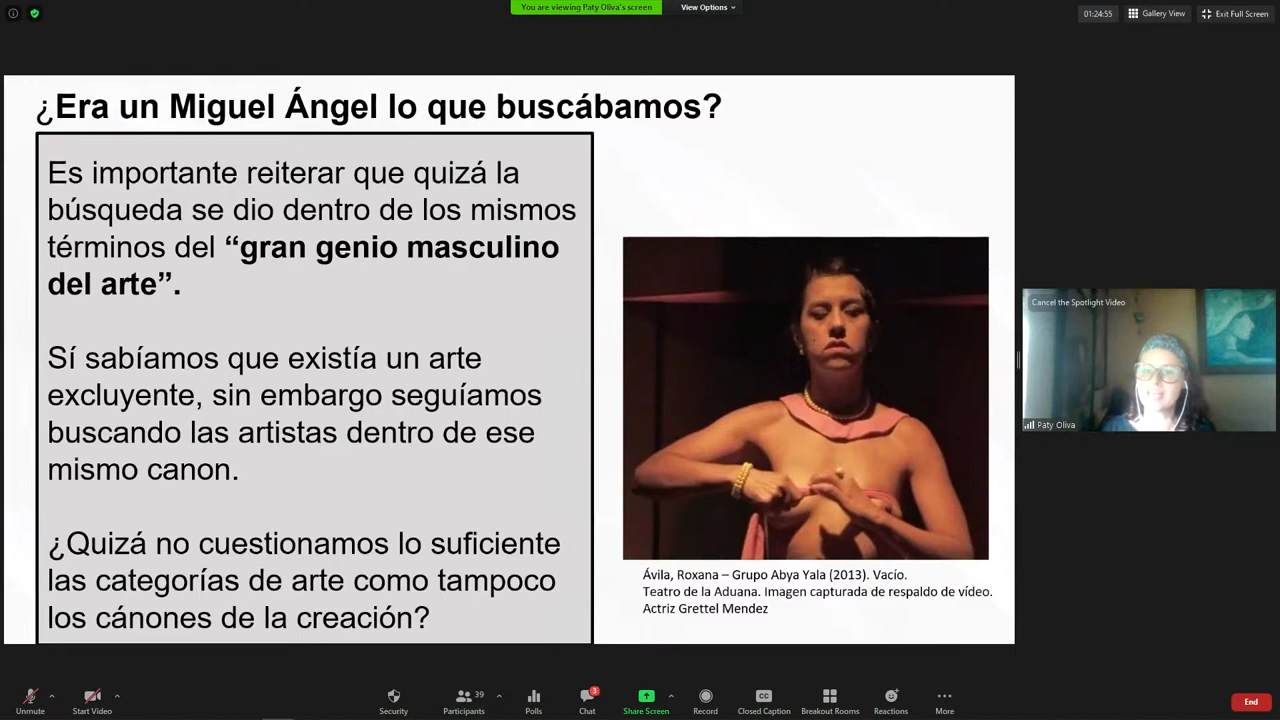 You are viewing Paty Oliva's screen
View Options
01:24:55
Gallery View
Exit Full Screen
¿Era un Miguel Ángel lo que buscábamos?
Es importante reiterar que quizá la
búsqueda se dio dentro de los mismos
términos del “gran genio masculino
del arte”.
Sí sabíamos que existía un arte
excluyente, sin embargo seguíamos
buscando las artistas dentro de ese
mismo canon.
¿Quizá no cuestionamos lo suficiente
las categorías de arte como tampoco
los cánones de la creación?
Ávila, Roxana – Grupo Abya Yala (2013). Vacío.
Teatro de la Aduana. Imagen capturada de respaldo de vídeo.
Actriz Grettel Mendez
Cancel the Spotlight Video
Paty Oliva
Unmute
Start Video
Security
39
Participants
Polls
3
Chat
Share Screen
Record
CC
Closed Caption
Breakout Rooms
Reactions
More
End